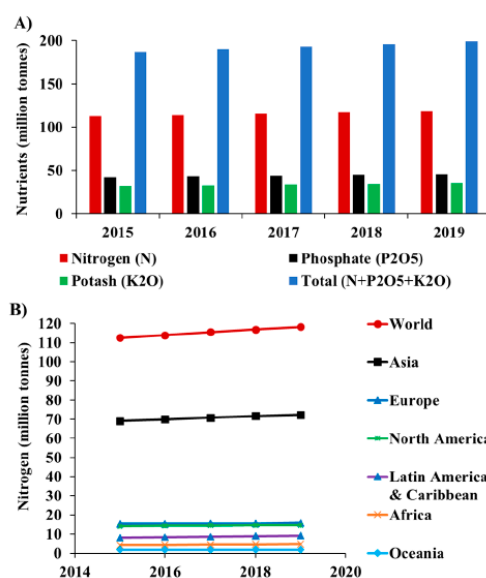 A)
Nutrients (million tonnes)
200
150
100
50
0
2015 2016 2017 2018 2019
Nitrogen (N) Phosphate (P2O5)
Potash (K2O) Total (N+P2O5+K2O)
B)
Nitrogen (million tonnes)
120
110
100
90
80
70
60
50
40
30
20
10
0
2014 2016 2018 2020
World
Asia
Europe
North America
Latin America
& Caribbean
Africa
Oceania